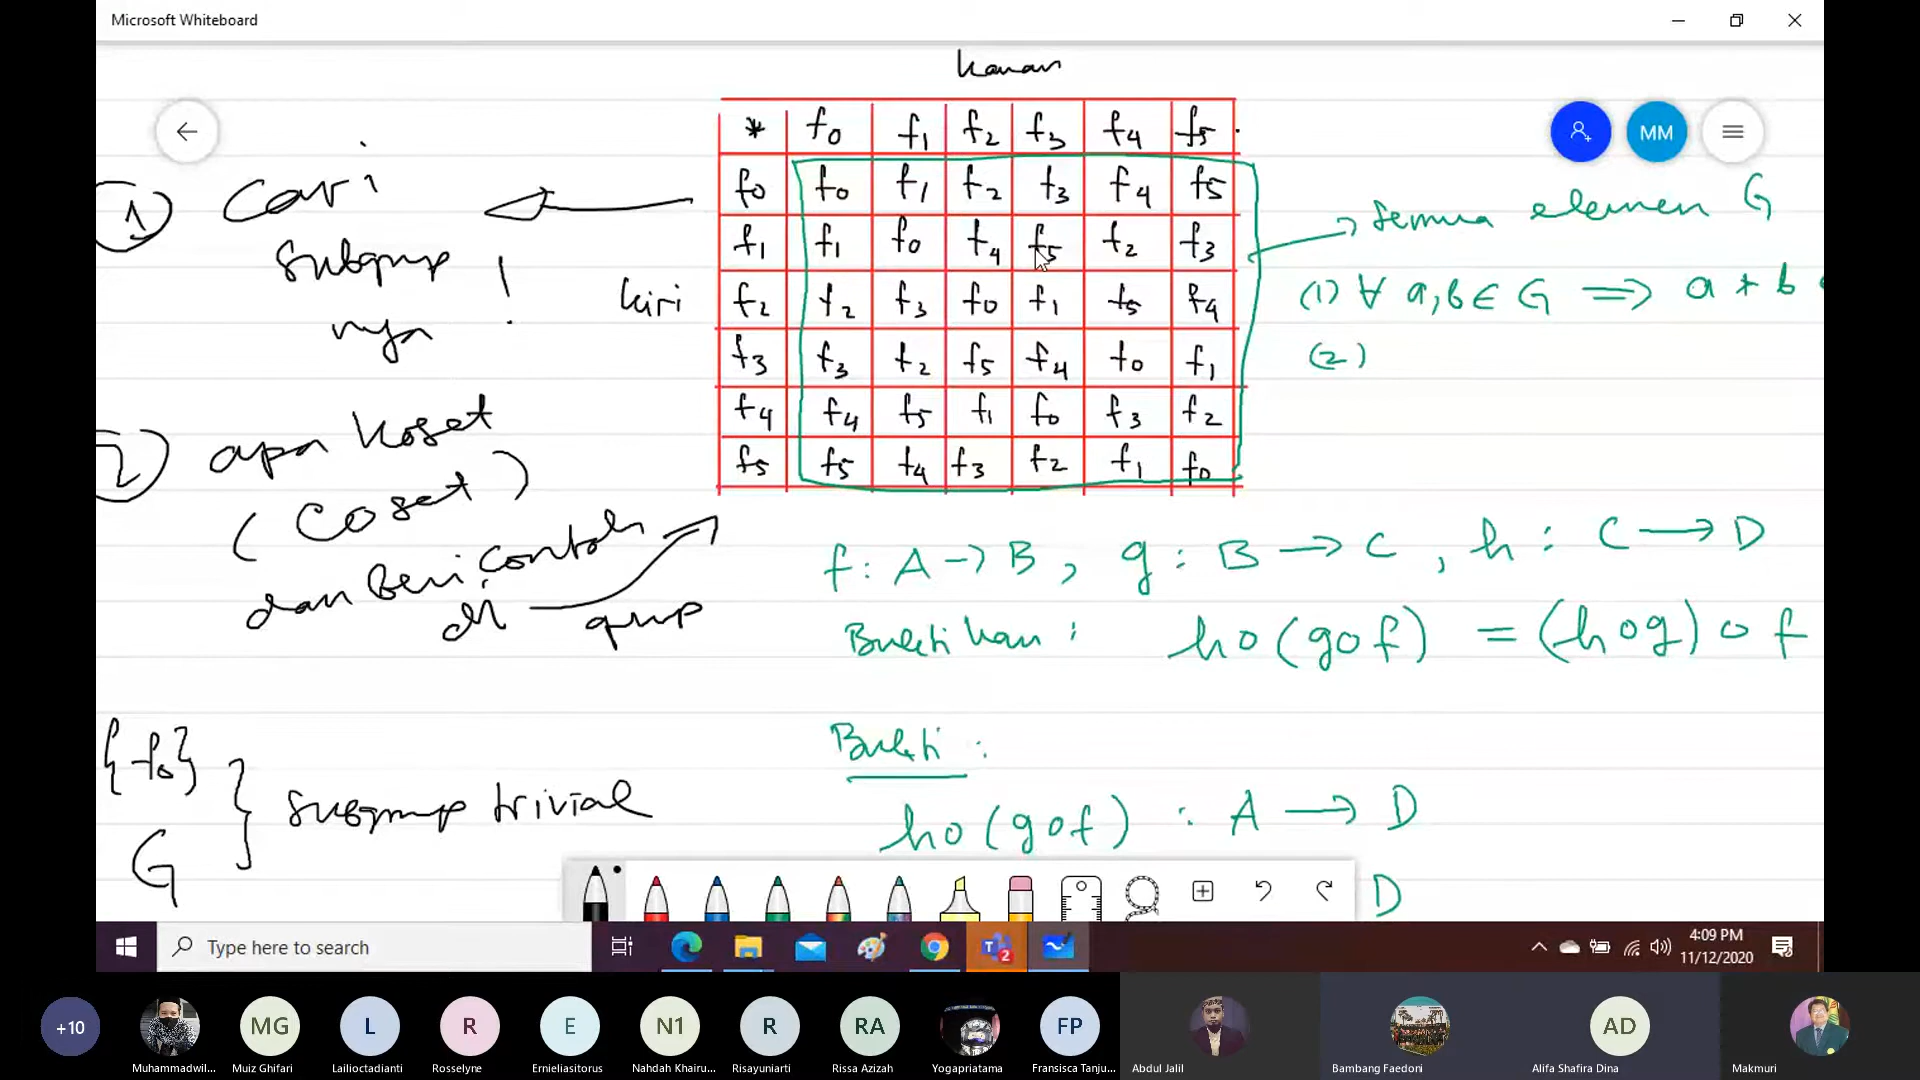 Microsoft Whiteboard
kanan
* f0 f1 f2 f3 f4 f5
f0 f0 f1 f2 f3 f4 f5
f1 f1 f0 f4 f5 f2 f3
kiri
f2 f2 f3 f0 f1 f5 f4
f3 f3 f2 f5 f4 f0 f1
f4 f4 f5 f1 f0 f3 f2
f5 f5 f4 f3 f2 f1 f0
1 Cari
subgrup
nya !
2 apa koset
(Coset)
dan beri contoh
di grup
{f0}
G } subgrup trivial
MM
→ semua elemen G
(1) ∀ a,b ∈ G ⟹ a * b
(2)
f : A → B , g : B → C , h : C → D
Buktikan : h o (g o f) = (h o g) o f
Bukti :
h o (g o f) : A → D
D
Type here to search
2
4:09 PM
11/12/2020
+10
MG
L
R
E
N1
R
RA
FP
AD
Muhammadwil...
Muiz Ghifari
Lailioctadianti
Rosselyne
Ernieliasitorus
Nahdah Khairu...
Risayuniarti
Rissa Azizah
Yogapriatama
Fransisca Tanju...
Abdul Jalil
Bambang Faedoni
Alifa Shafira Dina
Makmuri